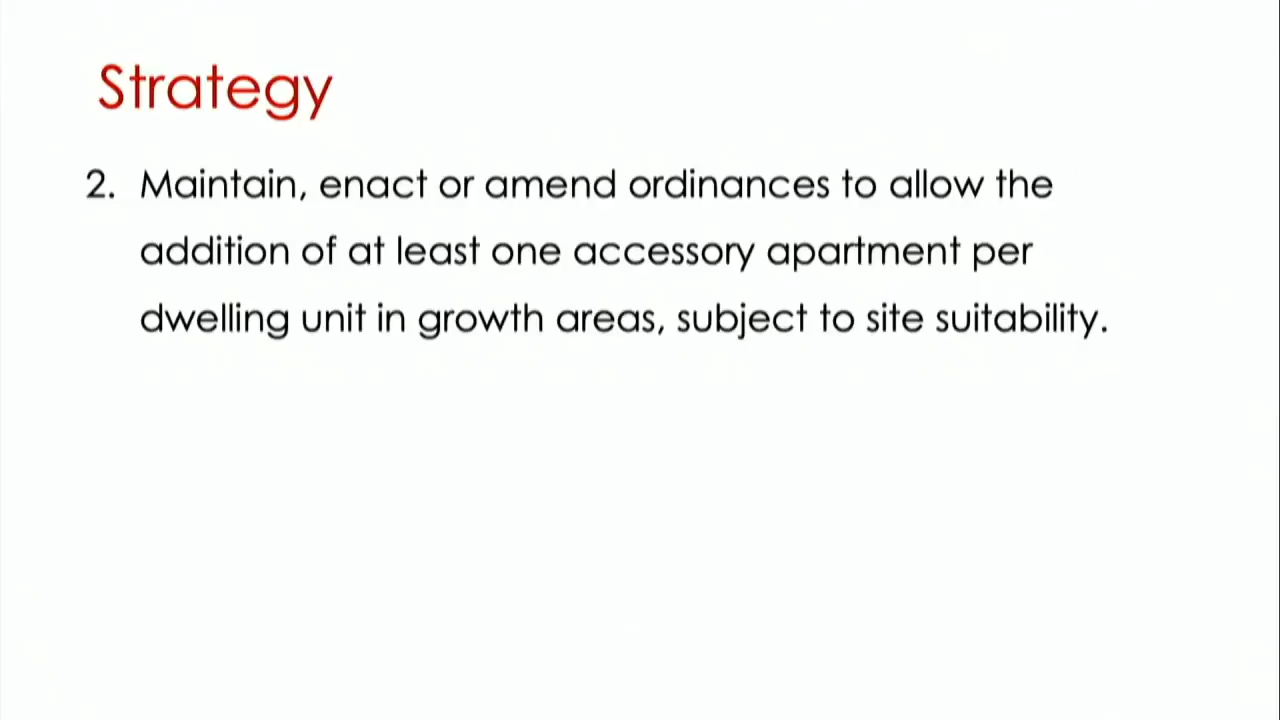 Strategy
2. Maintain, enact or amend ordinances to allow the
addition of at least one accessory apartment per
dwelling unit in growth areas, subject to site suitability.